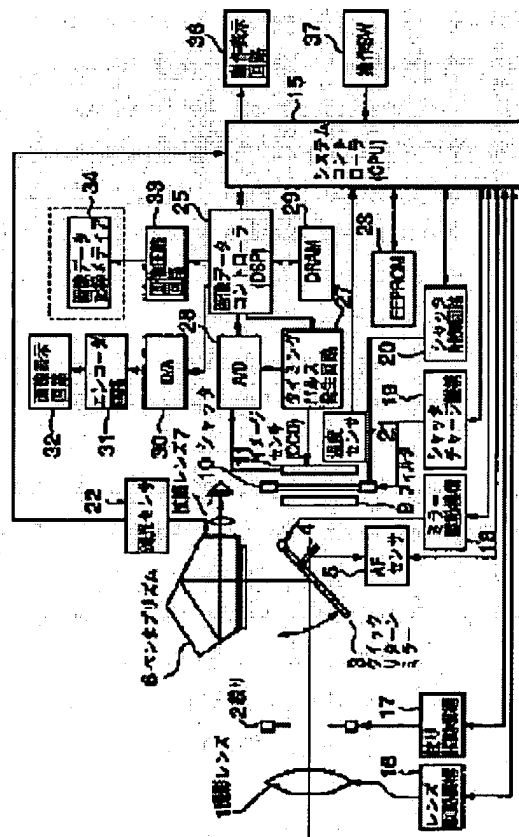 36
動作表示
回路
37
操作SW
15
システム
コントローラ
(CPU)
34
画像データ
記録メディア
33
画像圧縮
回路
25
画像データ
コントローラ
(DSP)
29
DRAM
23
EEPROM
20
シャッタ
制御回路
32
画像表示
回路
31
エンコーダ
回路
30
D/A
28
A/D
27
タイミング
パルス
発生回路
21
温度
センサ
19
シャッタ
チャージ機構
10 シャッタ
11 イメージ
センサ
(CCD)
9 フィルタ
18
ミラー
駆動機構
22
測光センサ
接眼レンズ7
6ペンタプリズム
4
5
AFセンサ
3
クイック
リターン
ミラー
2絞り
17
絞り
駆動機構
1撮影レンズ
16
レンズ
駆動機構